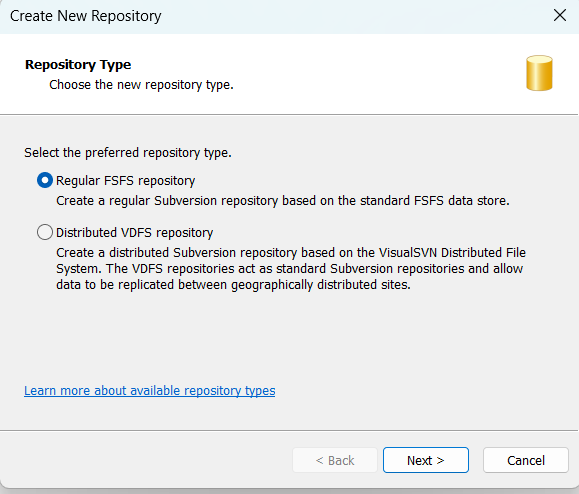 Create New Repository
Repository Type
Choose the new repository type.
Select the preferred repository type.
Regular FSFS repository
Create a regular Subversion repository based on the standard FSFS data store.
Distributed VDFS repository
Create a distributed Subversion repository based on the VisualSVN Distributed File
System. The VDFS repositories act as standard Subversion repositories and allow
data to be replicated between geographically distributed sites.
Learn more about available repository types
< Back
Next >
Cancel